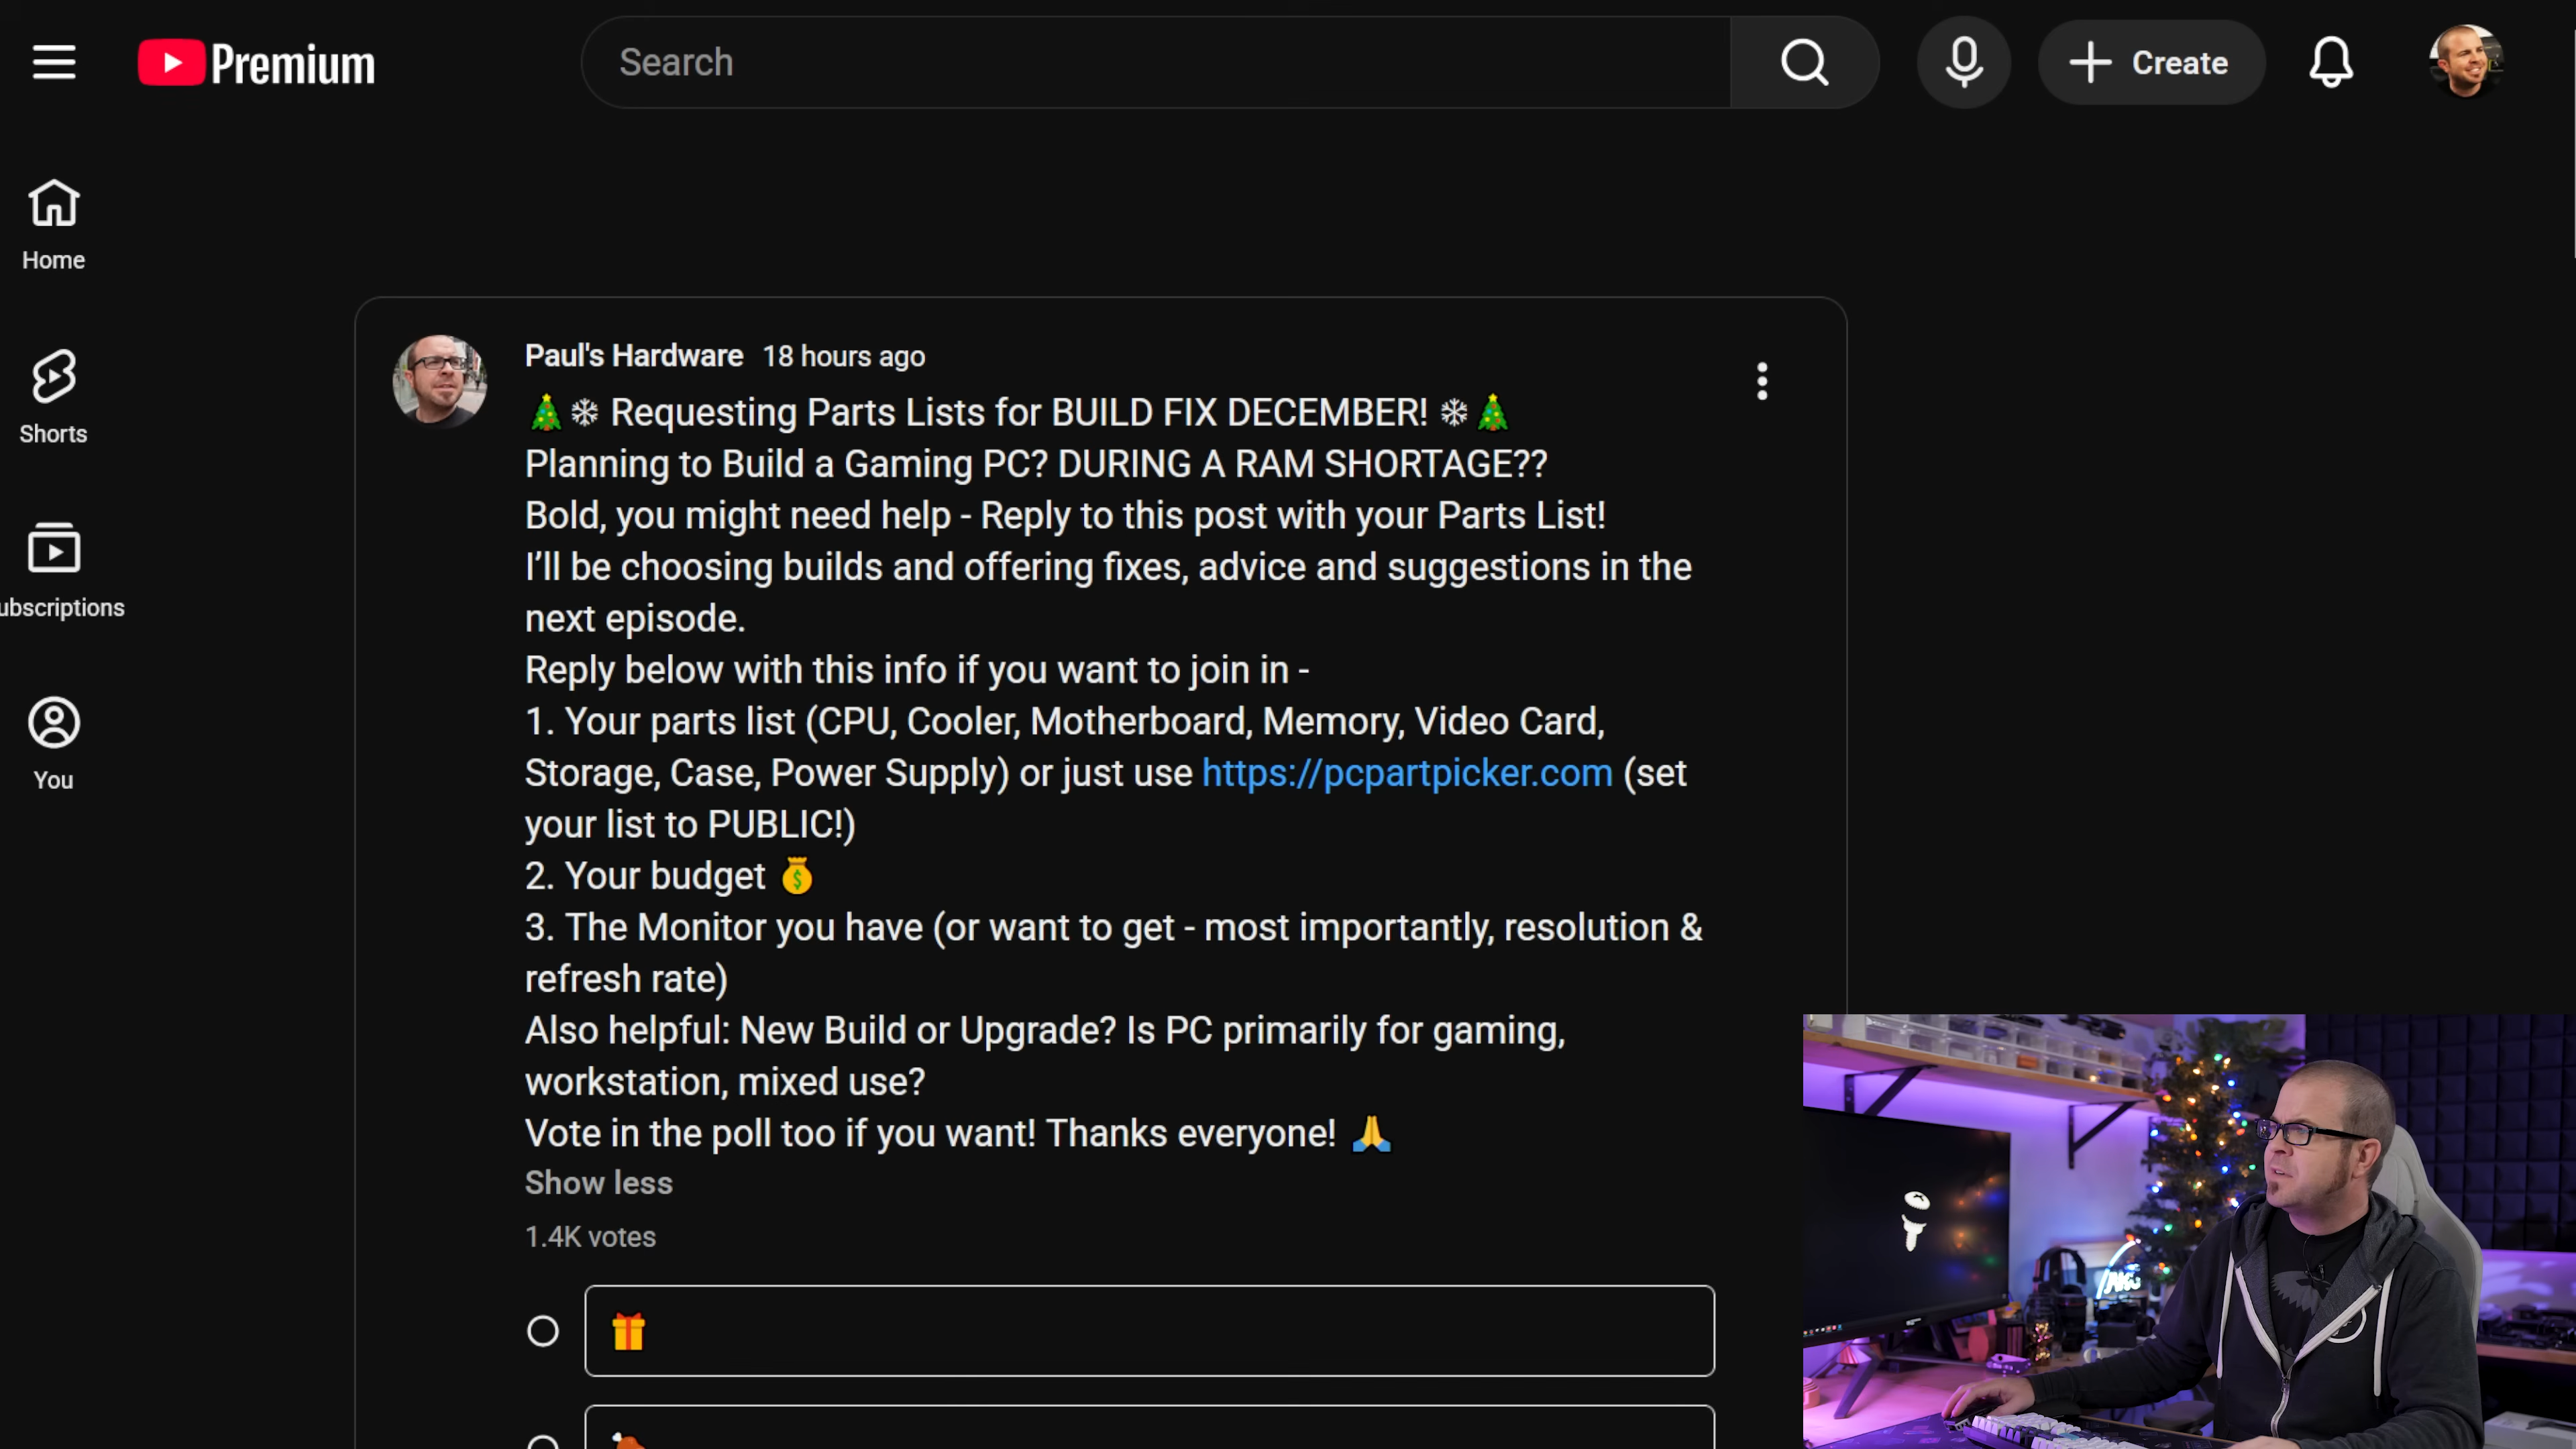 Premium
Search
Create
Home
Shorts
ubscriptions
You
Paul's Hardware 18 hours ago
🎄❄ Requesting Parts Lists for BUILD FIX DECEMBER! ❄🎄
Planning to Build a Gaming PC? DURING A RAM SHORTAGE??
Bold, you might need help - Reply to this post with your Parts List!
I’ll be choosing builds and offering fixes, advice and suggestions in the
next episode.
Reply below with this info if you want to join in -
1. Your parts list (CPU, Cooler, Motherboard, Memory, Video Card,
Storage, Case, Power Supply) or just use https://pcpartpicker.com (set
your list to PUBLIC!)
2. Your budget 💰
3. The Monitor you have (or want to get - most importantly, resolution &
refresh rate)
Also helpful: New Build or Upgrade? Is PC primarily for gaming,
workstation, mixed use?
Vote in the poll too if you want! Thanks everyone! 🙏
Show less
1.4K votes
🎁